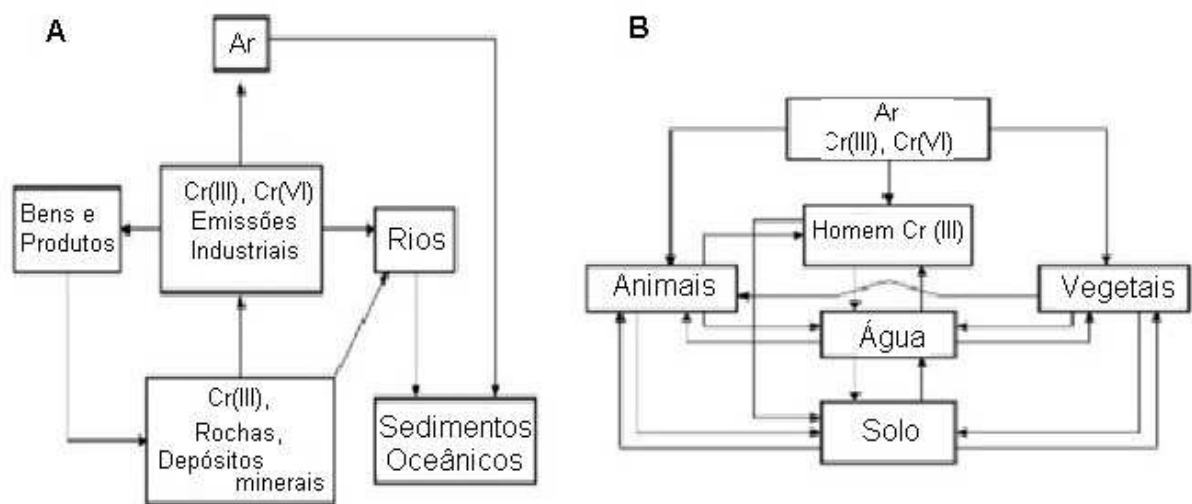 A
Ar
Cr(III), Cr(VI)
Emissões
Industriais
Bens e
Produtos
Rios
Cr(III),
Rochas,
Depósitos
minerais
Sedimentos
Oceânicos
B
Ar
Cr(III), Cr(VI)
Homem Cr (III)
Animais
Vegetais
Água
Solo